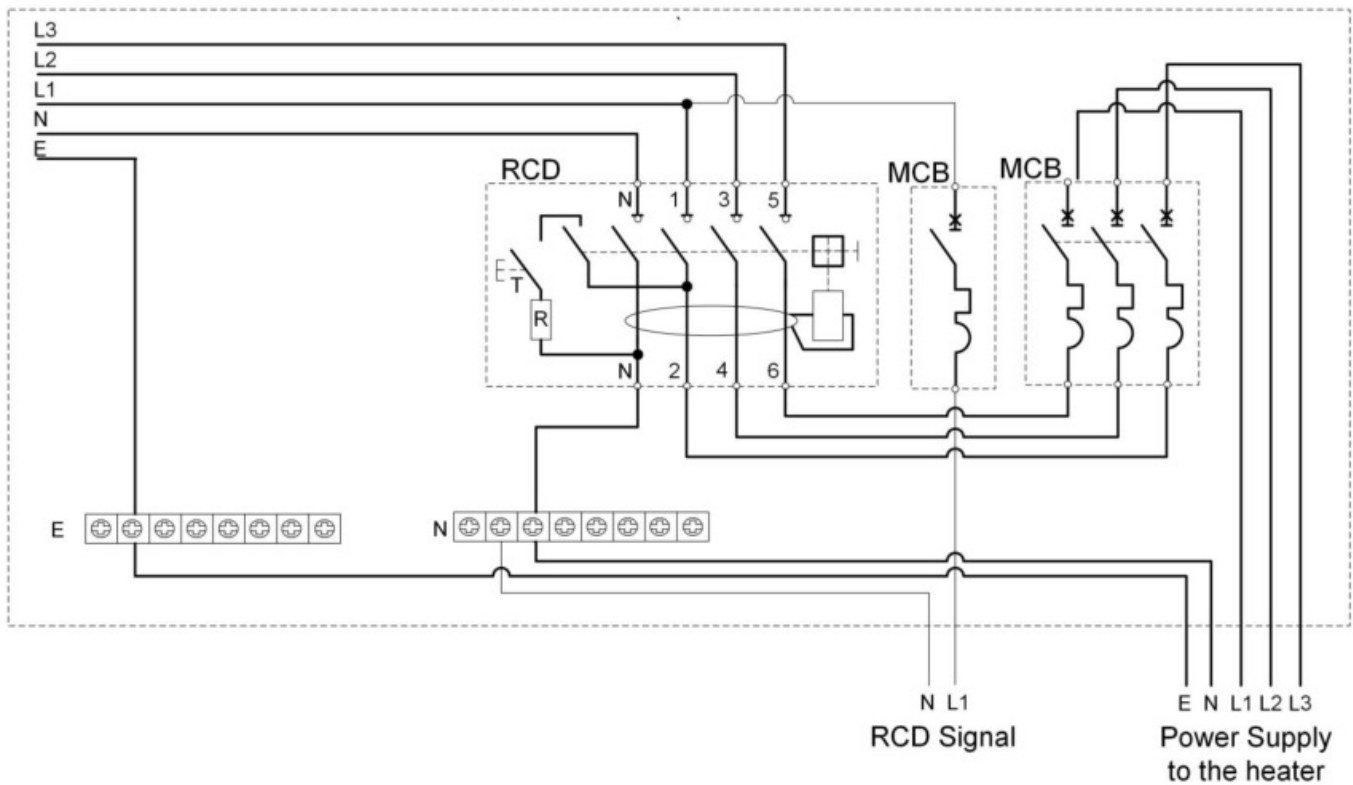 L3
L2
L1
N
E
RCD
MCB
MCB
N 1 3 5
T
R
N 2 4 6
E
N
N L1
RCD Signal
E N L1 L2 L3
Power Supply
to the heater